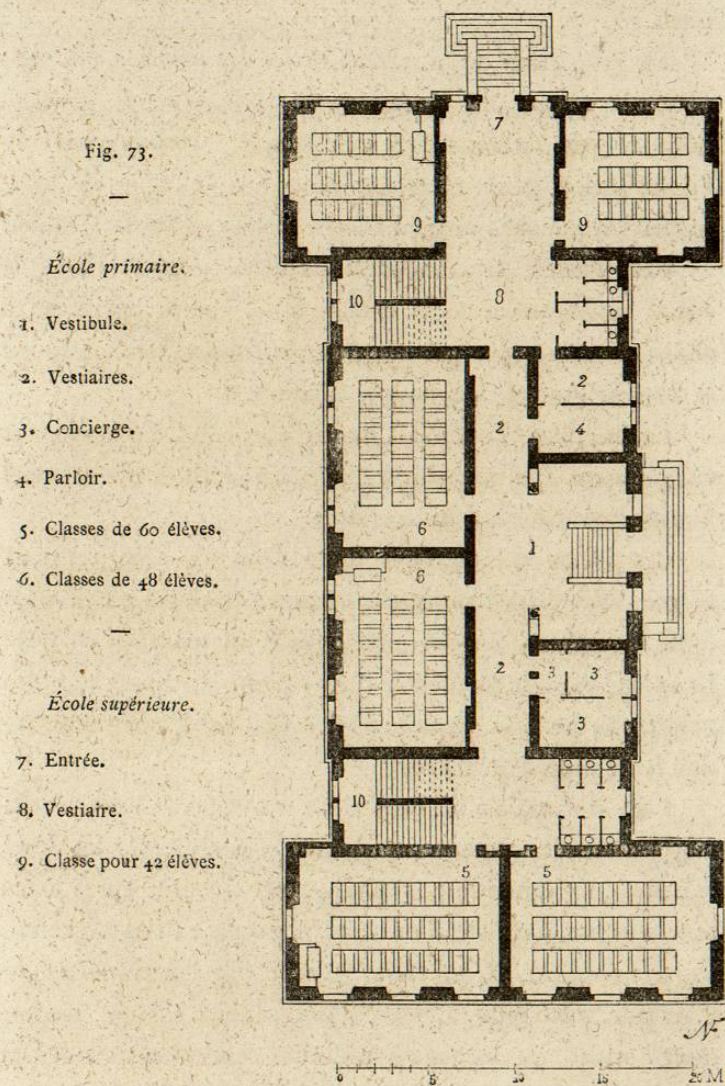 Fig. 73.
École primaire.
1. Vestibule.
2. Vestiaires.
3. Concierge.
4. Parloir.
5. Classes de 60 élèves.
6. Classes de 48 élèves.
École supérieure.
7. Entrée.
8. Vestiaire.
9. Classe pour 42 élèves.
7
9 9
10 8
2
2 4
6
1
6
2 3 3
3
10
5 5
0 5 10 15 20 M